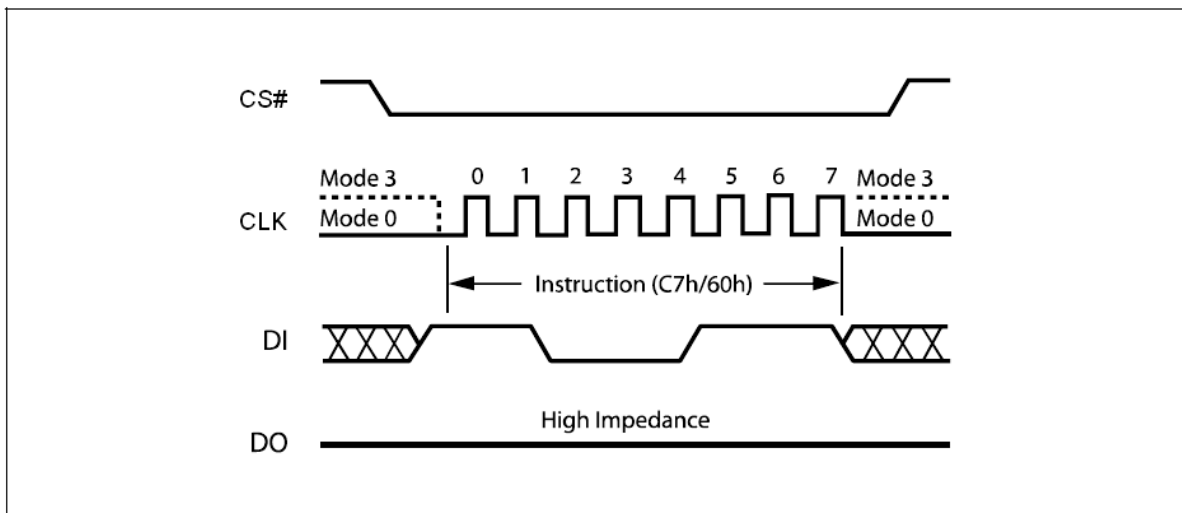 CS#
0 1 2 3 4 5 6 7
Mode 3 Mode 3
CLK Mode 0 Mode 0
Instruction (C7h/60h)
DI
High Impedance
DO